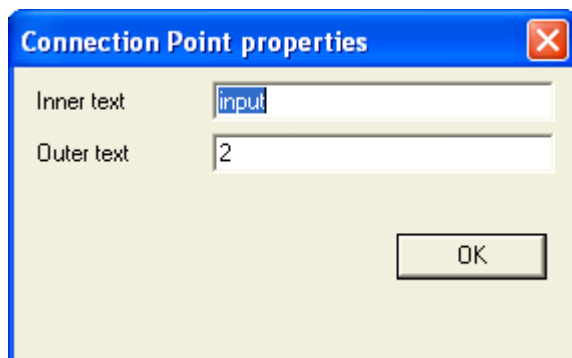 Connection Point properties
Inner text input
Outer text 2
OK